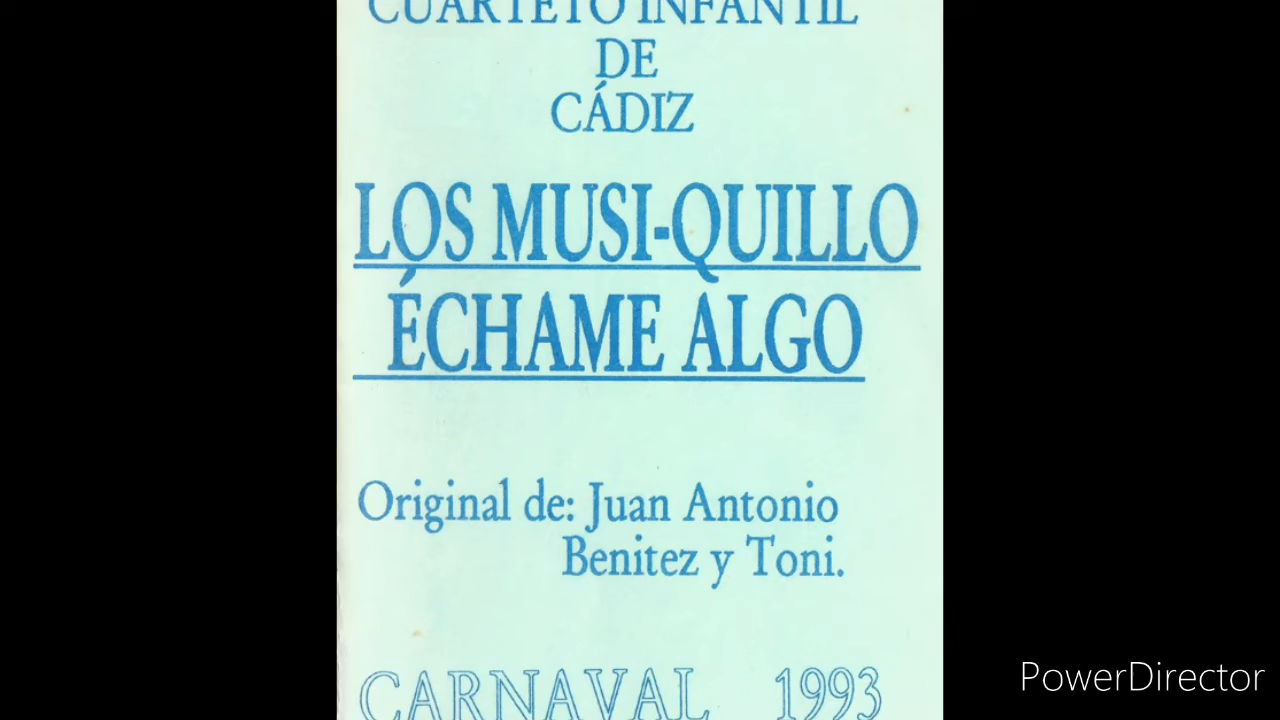 CUARTETO INFANTIL
DE
CÁDIZ
LOS MUSI-QUILLO
ÉCHAME ALGO
Original de: Juan Antonio
Benitez y Toni.
CARNAVAL 1993
PowerDirector